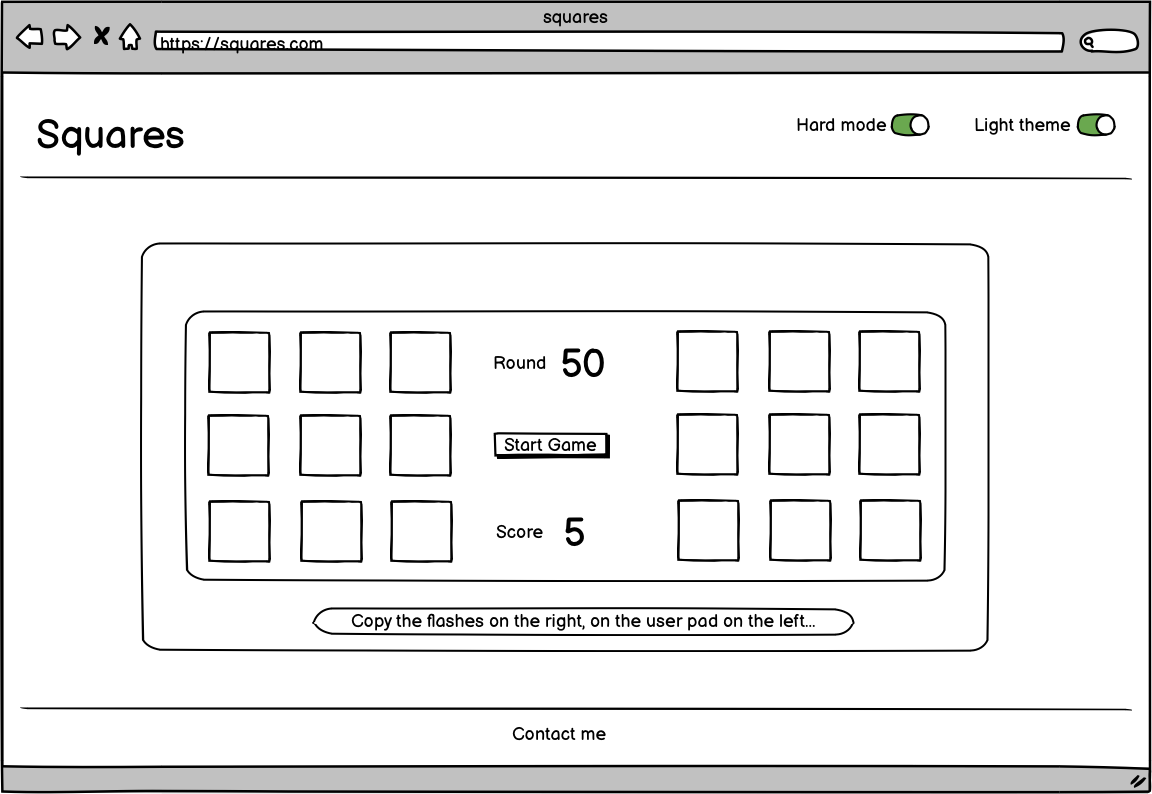 squares
https://squares.com
Squares
Hard mode
Light theme
Round 50
Start Game
Score 5
Copy the flashes on the right, on the user pad on the left...
Contact me